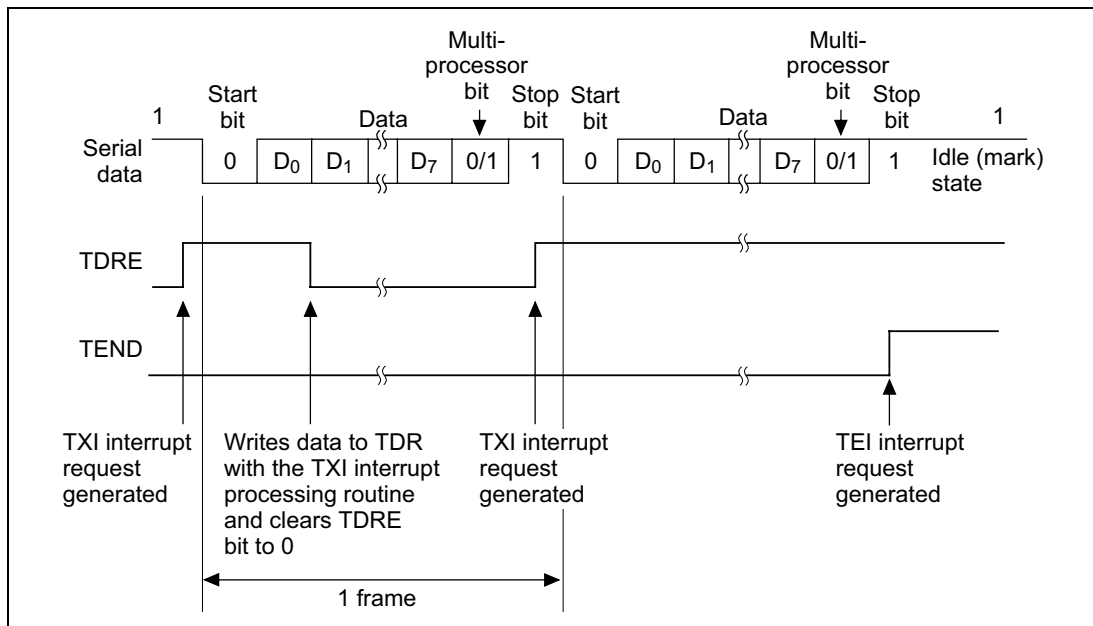 Multi-
processor
bit
Multi-
processor
bit
1 Start
bit Data Stop
bit Start
bit Data Stop
bit 1
Serial
data
0 D0 D1 D7 0/1 1 0 D0 D1 D7 0/1 1 Idle (mark)
state
TDRE
TEND
TXI interrupt
request
generated
Writes data to TDR
with the TXI interrupt
processing routine
and clears TDRE
bit to 0
TXI interrupt
request
generated
TEI interrupt
request
generated
1 frame